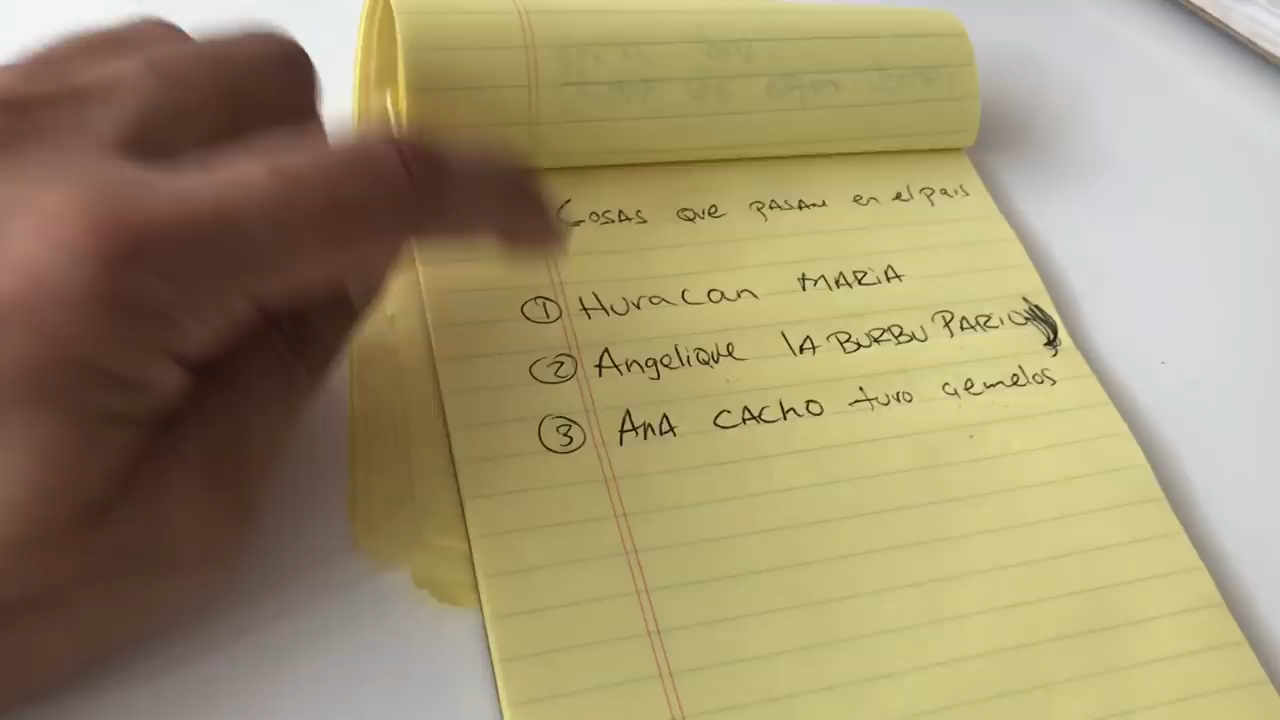 Cosas que PASAN en el pais
① Huracan MARiA
② Angelique lA BURBU PARIO
③ AnA CACHO tuvo gemelos